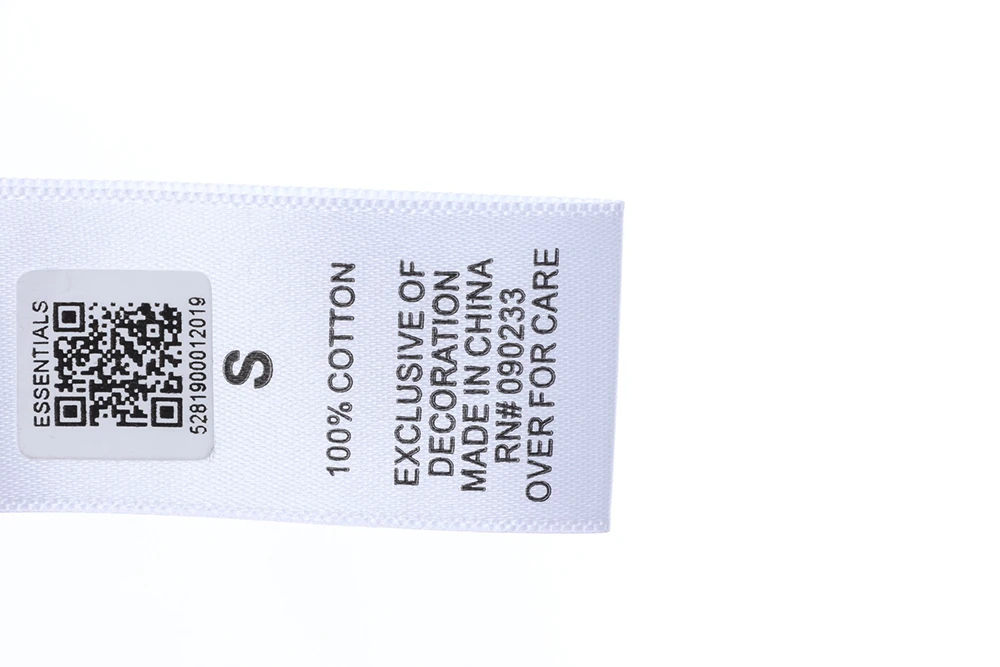 ESSENTIALS
5281900012019
S
100% COTTON
EXCLUSIVE OF
DECORATION
MADE IN CHINA
RN# 090233
OVER FOR CARE